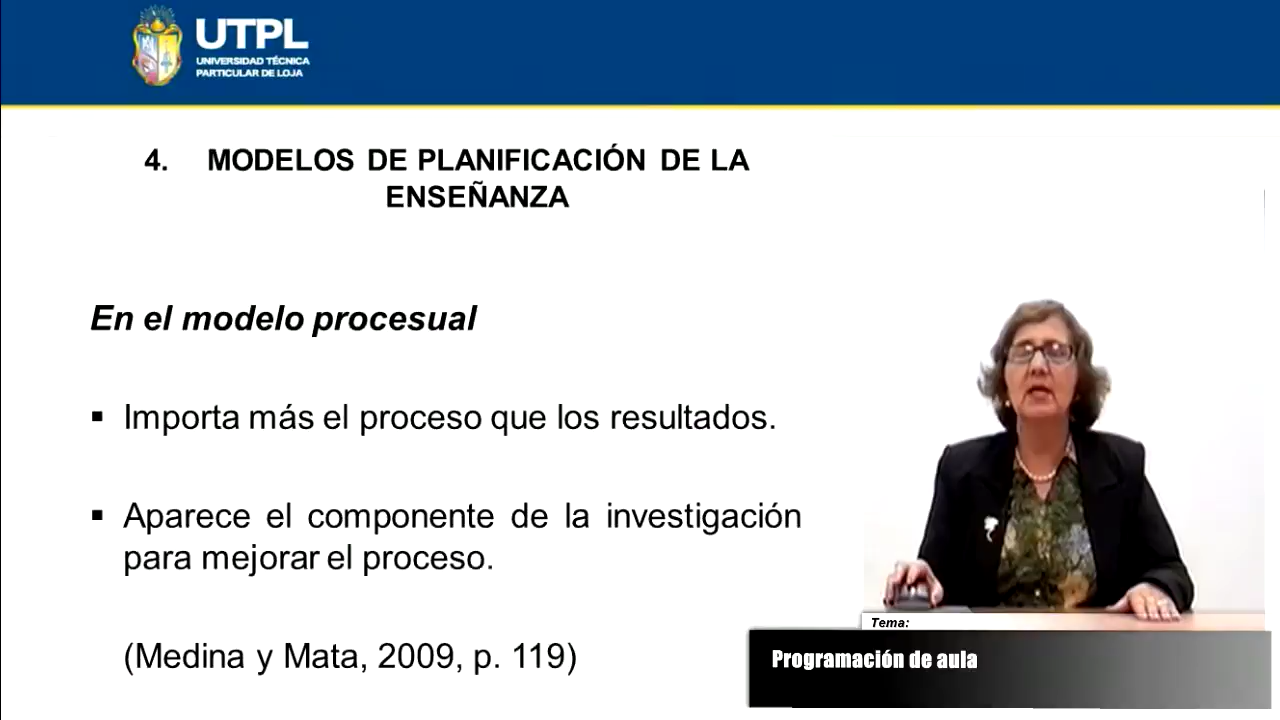 UTPL
UNIVERSIDAD TÉCNICA
PARTICULAR DE LOJA
4. MODELOS DE PLANIFICACIÓN DE LA
ENSEÑANZA
En el modelo procesual
▪ Importa más el proceso que los resultados.
▪ Aparece el componente de la investigación
para mejorar el proceso.
(Medina y Mata, 2009, p. 119)
Tema:
Programación de aula